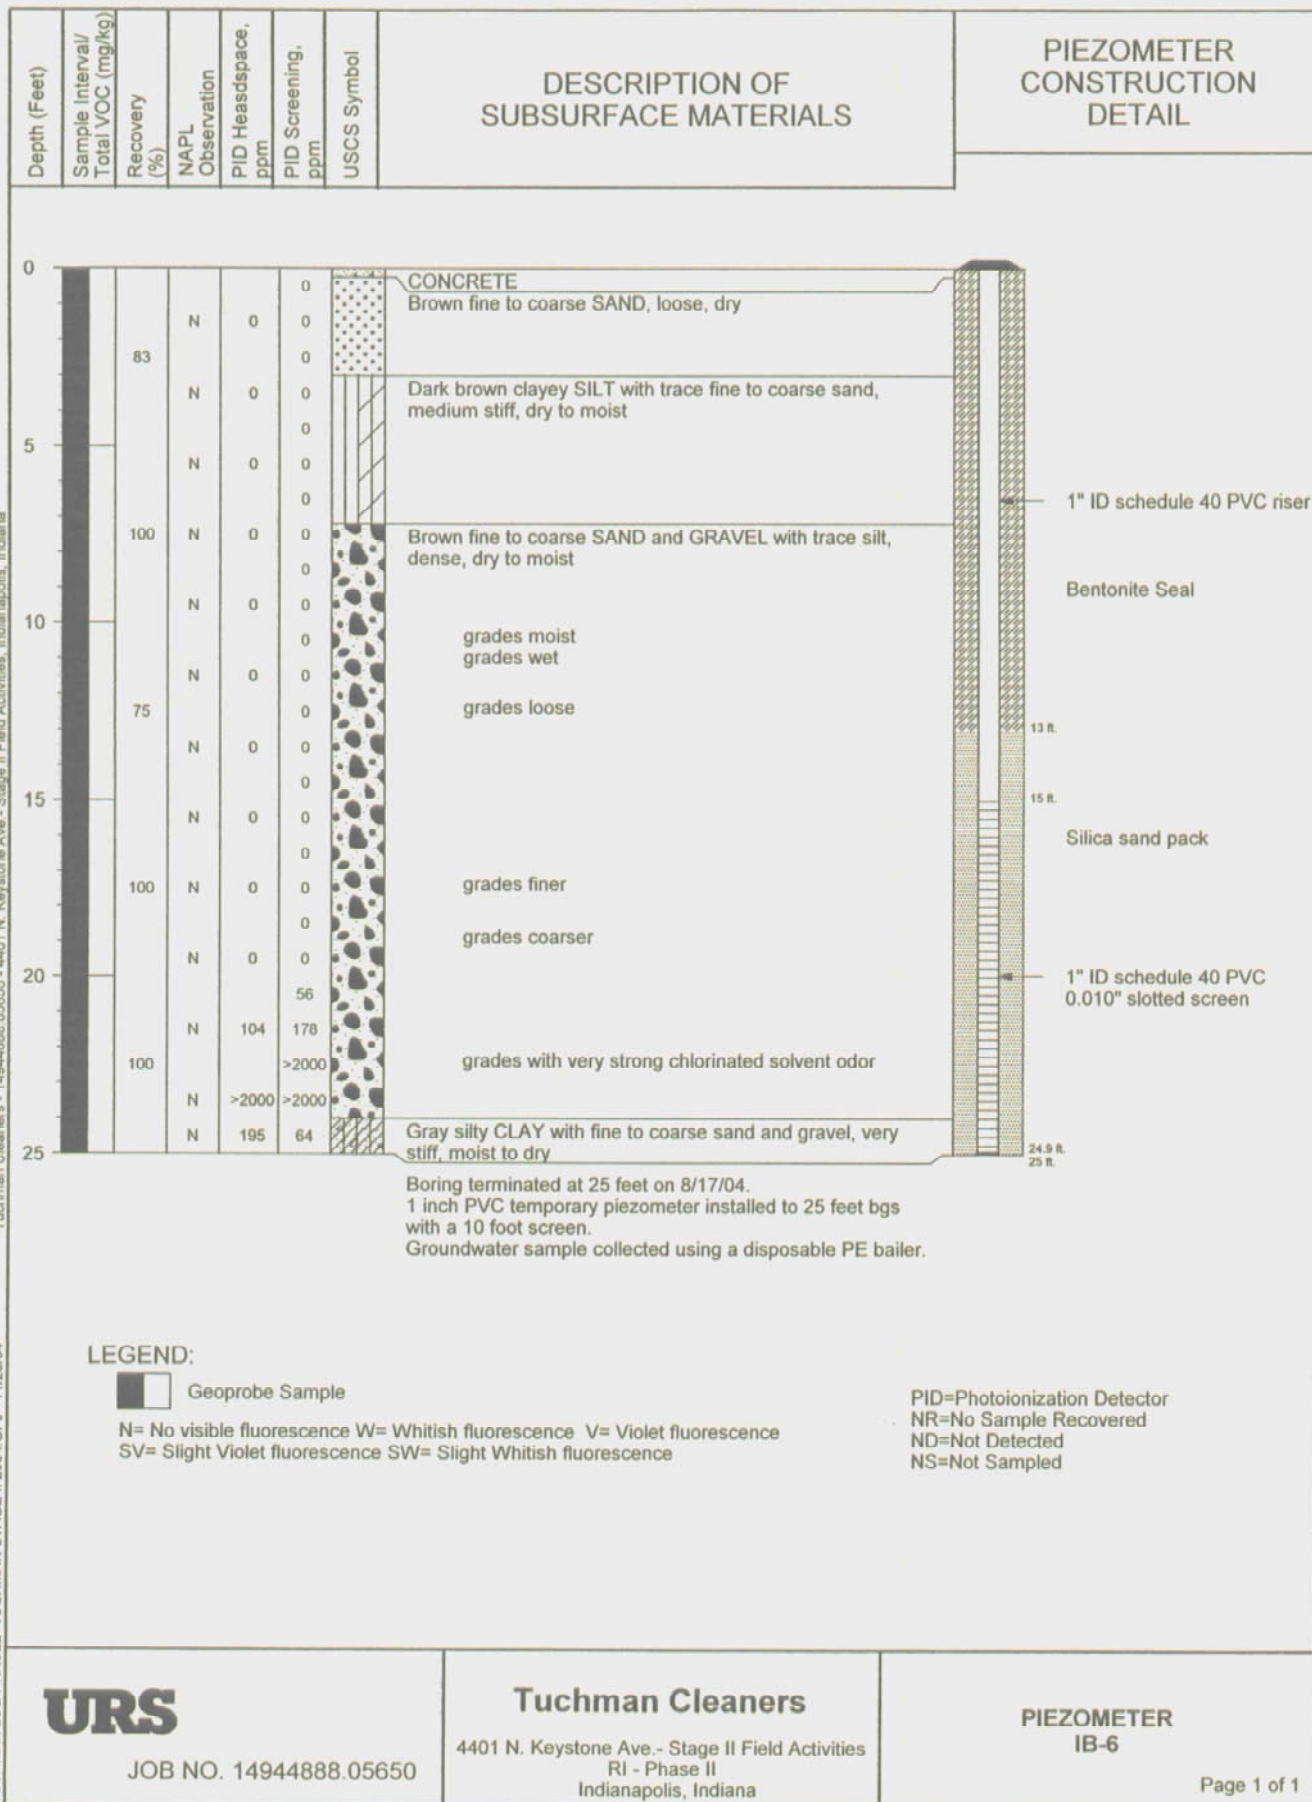 Depth (Feet)
Sample Interval/
Total VOC (mg/kg)
Recovery
(%)
NAPL
Observation
PID Heasdspace,
ppm
PID Screening,
ppm
USCS Symbol
DESCRIPTION OF
SUBSURFACE MATERIALS
PIEZOMETER
CONSTRUCTION
DETAIL
0
0
CONCRETE
Brown fine to coarse SAND, loose, dry
N 0 0
83 0
N 0 0
Dark brown clayey SILT with trace fine to coarse sand,
medium stiff, dry to moist
0
5
N 0 0
0
1" ID schedule 40 PVC riser
100 N 0 0
Brown fine to coarse SAND and GRAVEL with trace silt,
dense, dry to moist
0
Bentonite Seal
N 0 0
10
0
grades moist
grades wet
N 0 0
75 0
grades loose
13 ft.
N 0 0
0
15
15 ft.
N 0 0
Silica sand pack
0
100 N 0 0
grades finer
0
grades coarser
N 0 0
20
1" ID schedule 40 PVC
0.010" slotted screen
56
N 104 178
100 >2000
grades with very strong chlorinated solvent odor
N >2000 >2000
N 195 64
Gray silty CLAY with fine to coarse sand and gravel, very
stiff, moist to dry
24.9 ft.
25 ft.
25
Boring terminated at 25 feet on 8/17/04.
1 inch PVC temporary piezometer installed to 25 feet bgs
with a 10 foot screen.
Groundwater sample collected using a disposable PE bailer.
LEGEND:
Geoprobe Sample
N= No visible fluorescence W= Whitish fluorescence V= Violet fluorescence
SV= Slight Violet fluorescence SW= Slight Whitish fluorescence
PID=Photoionization Detector
NR=No Sample Recovered
ND=Not Detected
NS=Not Sampled
URS
JOB NO. 14944888.05650
Tuchman Cleaners
4401 N. Keystone Ave.- Stage II Field Activities
RI - Phase II
Indianapolis, Indiana
PIEZOMETER
IB-6
Page 1 of 1